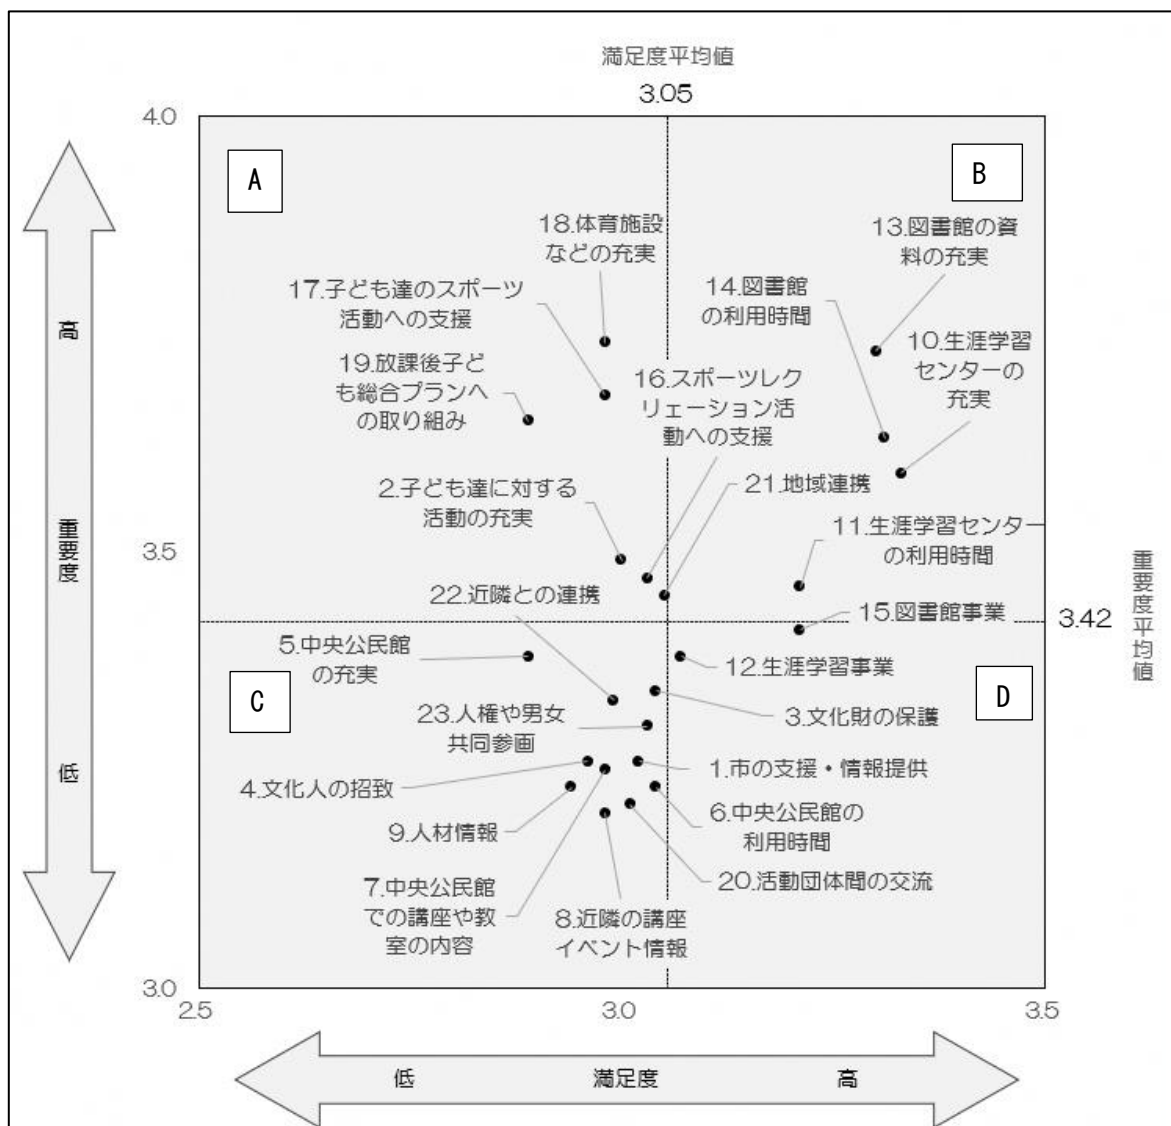 満足度平均値
3.05
4.0
A
B
18.体育施設
などの充実
13.図書館の資
料の充実
17.子ども達のスポーツ
活動への支援
14.図書館
の利用時間
高
10.生涯学習
センターの
充実
19.放課後子ど
も総合プランへ
の取り組み
16.スポーツレク
リェーション活
動への支援
2.子ども達に対する
活動の充実
21.地域連携
重要度
3.5
11.生涯学習センター
の利用時間
22.近隣との連携
15.図書館事業
3.42
重要度平均値
5.中央公民館
の充実
12.生涯学習事業
C
D
23.人権や男女
共同参画
3.文化財の保護
低
4.文化人の招致
1.市の支援・情報提供
9.人材情報
6.中央公民館の
利用時間
7.中央公民館
での講座や教
室の内容
8.近隣の講座
イベント情報
20.活動団体間の交流
3.0
2.5
3.0
3.5
低
満足度
高